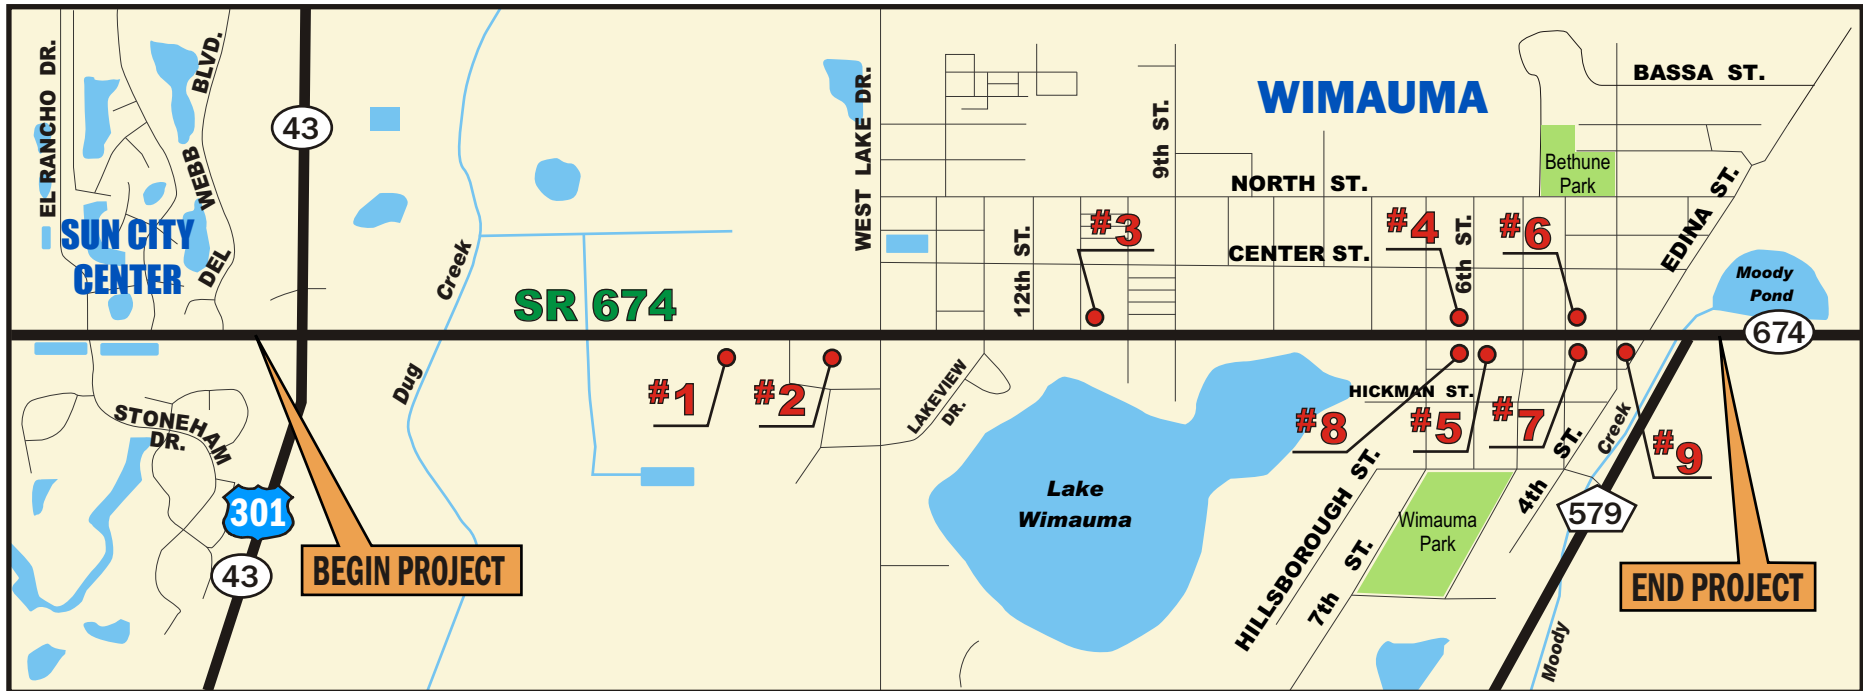 EL RANCHO DR.
WEBB BLVD.
DEL
43
SUN CITY
CENTER
Creek
Dug
SR 674
WEST LAKE DR.
WIMAUMA
BASSA ST.
9th ST.
NORTH ST.
Bethune
Park
12th ST.
#3
CENTER ST.
#4
6th ST.
#6
EDINA ST.
Moody
Pond
674
#1
#2
LAKEVIEW
DR.
HICKMAN ST.
#8
#5
#7
#9
STONEHAM
DR.
301
43
BEGIN PROJECT
Lake
Wimauma
HILLSBOROUGH ST.
7th ST.
Wimauma
Park
4th ST.
Creek
Moody
579
END PROJECT